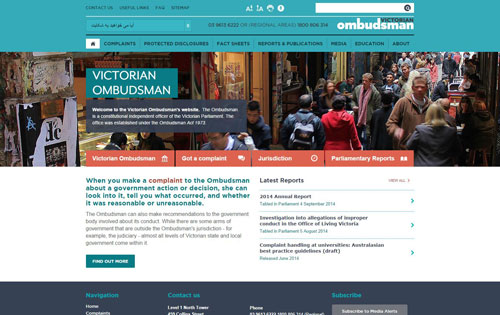 CONTACT US USEFUL LINKS FAQ SITEMAP
03 9613 6222 OR (REGIONAL AREAS) 1800 806 314
VICTORIAN
ombudsman
COMPLAINTS PROTECTED DISCLOSURES FACT SHEETS REPORTS & PUBLICATIONS MEDIA EDUCATION ABOUT
VICTORIAN
OMBUDSMAN
Welcome to the Victorian Ombudsman's website. The Ombudsman
is a constitutional independent officer of the Victorian Parliament. The
office was established under the Ombudsman Act 1973.
Victorian Ombudsman Got a complaint Jurisdiction Parliamentary Reports
When you make a complaint to the Ombudsman
about a government action or decision, she can
look into it, tell you what occurred, and whether
it was reasonable or unreasonable.
The Ombudsman can also make recommendations to the government
body involved about its conduct. While there are some arms of
government that are outside the Ombudsman's jurisdiction - for
example, the judiciary - almost all levels of Victorian state and local
government come within it.
FIND OUT MORE
Latest Reports VIEW ALL >
2014 Annual Report
Tabled in Parliament 4 September 2014
Investigation into allegations of improper
conduct in the Office of Living Victoria
Tabled in Parliament 5 August 2014
Complaint handling at universities: Australasian
best practice guidelines (draft)
Released June 2014
Navigation Contact us Subscribe
Home Level 1 North Tower Phone Subscribe to Media Alerts
Complaints